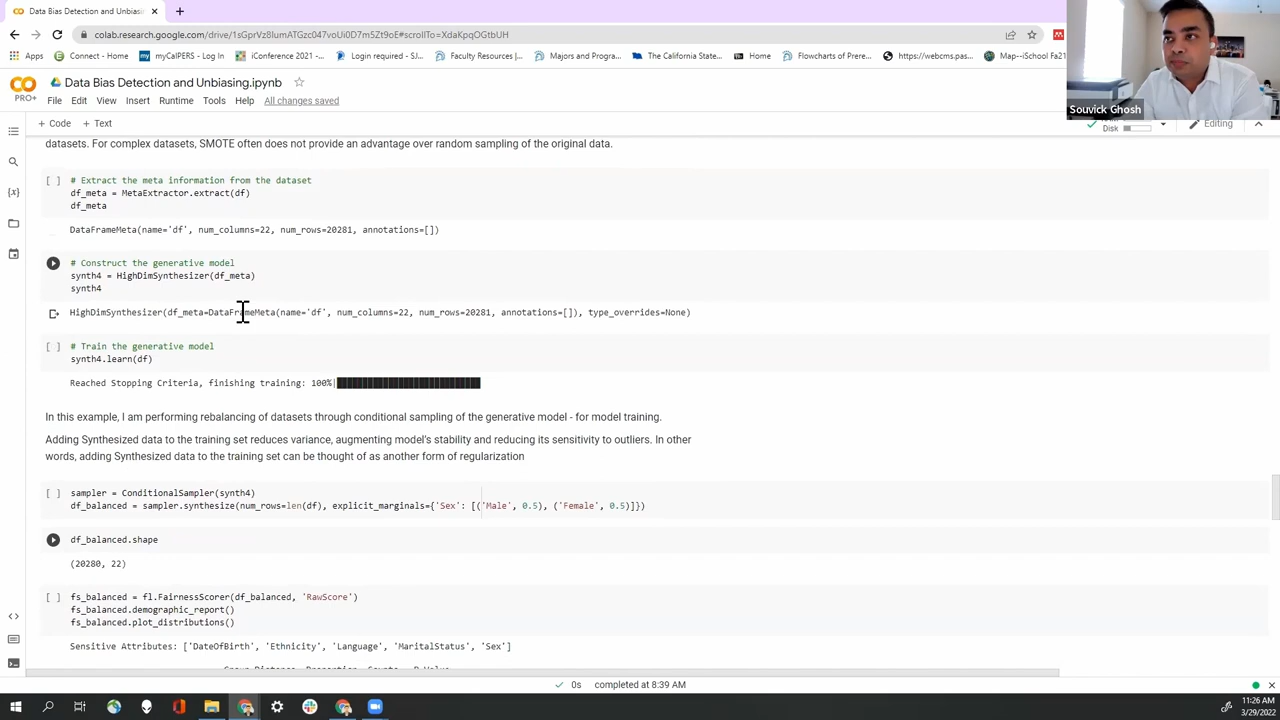 Data Bias Detection and Unbiasing
colab.research.google.com/drive/1sGprVz8lumATGzc047voUi0D7m5Zt9oE#scrollTo=XdaKpqOGtbUH
Apps
Connect - Home
myCalPERS - Log In
iConference 2021 -...
Login required - SJ...
Faculty Resources |...
Majors and Progra...
The California State...
Home
Flowcharts of Prere...
https://webcms.pas...
Map--iSchool Fa21
Souvick Ghosh
PRO+
Data Bias Detection and Unbiasing.ipynb
File Edit View Insert Runtime Tools Help All changes saved
+ Code + Text
Disk
Editing
datasets. For complex datasets, SMOTE often does not provide an advantage over random sampling of the original data.
[ ] # Extract the meta information from the dataset
df_meta = MetaExtractor.extract(df)
df_meta
DataFrameMeta(name='df', num_columns=22, num_rows=20281, annotations=[])
# Construct the generative model
synth4 = HighDimSynthesizer(df_meta)
synth4
HighDimSynthesizer(df_meta=DataFrameMeta(name='df', num_columns=22, num_rows=20281, annotations=[]), type_overrides=None)
[ ] # Train the generative model
synth4.learn(df)
Reached Stopping Criteria, finishing training: 100%|
In this example, I am performing rebalancing of datasets through conditional sampling of the generative model - for model training.
Adding Synthesized data to the training set reduces variance, augmenting model's stability and reducing its sensitivity to outliers. In other
words, adding Synthesized data to the training set can be thought of as another form of regularization
[ ] sampler = ConditionalSampler(synth4)
df_balanced = sampler.synthesize(num_rows=len(df), explicit_marginals={'Sex': [('Male', 0.5), ('Female', 0.5)]})
df_balanced.shape
(20280, 22)
[ ] fs_balanced = fl.FairnessScorer(df_balanced, 'RawScore')
fs_balanced.demographic_report()
fs_balanced.plot_distributions()
Sensitive Attributes: ['DateOfBirth', 'Ethnicity', 'Language', 'MaritalStatus', 'Sex']
0s completed at 8:39 AM
11:26 AM
3/29/2022